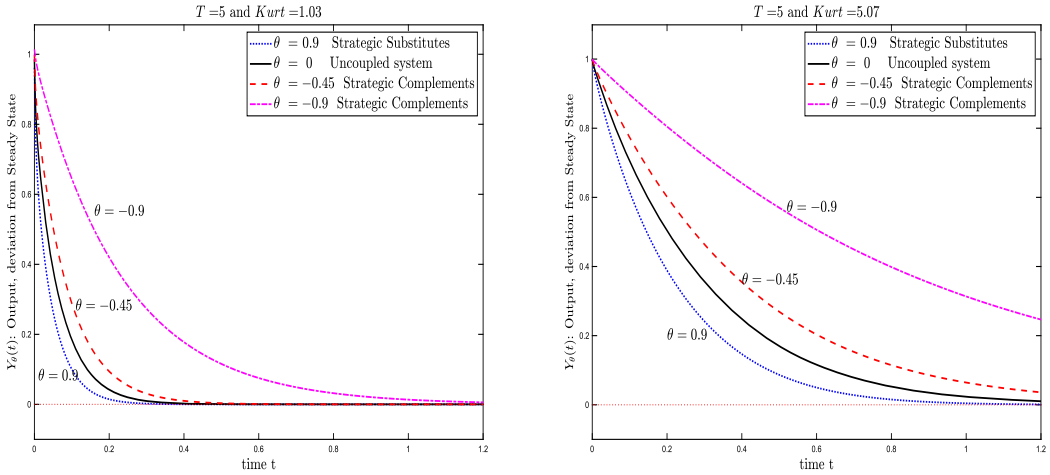 T =5 and Kurt =1.03
θ = 0.9 Strategic Substitutes
θ = 0 Uncoupled system
θ = −0.45 Strategic Complements
θ = −0.9 Strategic Complements
Y_θ(t): Output, deviation from Steady State
1
0.8
0.6
0.4
0.2
0
θ = −0.9
θ = −0.45
θ = 0.9
0 0.2 0.4 0.6 0.8 1 1.2
time t
T =5 and Kurt =5.07
θ = 0.9 Strategic Substitutes
θ = 0 Uncoupled system
θ = −0.45 Strategic Complements
θ = −0.9 Strategic Complements
Y_θ(t): Output, deviation from Steady State
1
0.8
0.6
0.4
0.2
0
θ = −0.9
θ = −0.45
θ = 0.9
0 0.2 0.4 0.6 0.8 1 1.2
time t